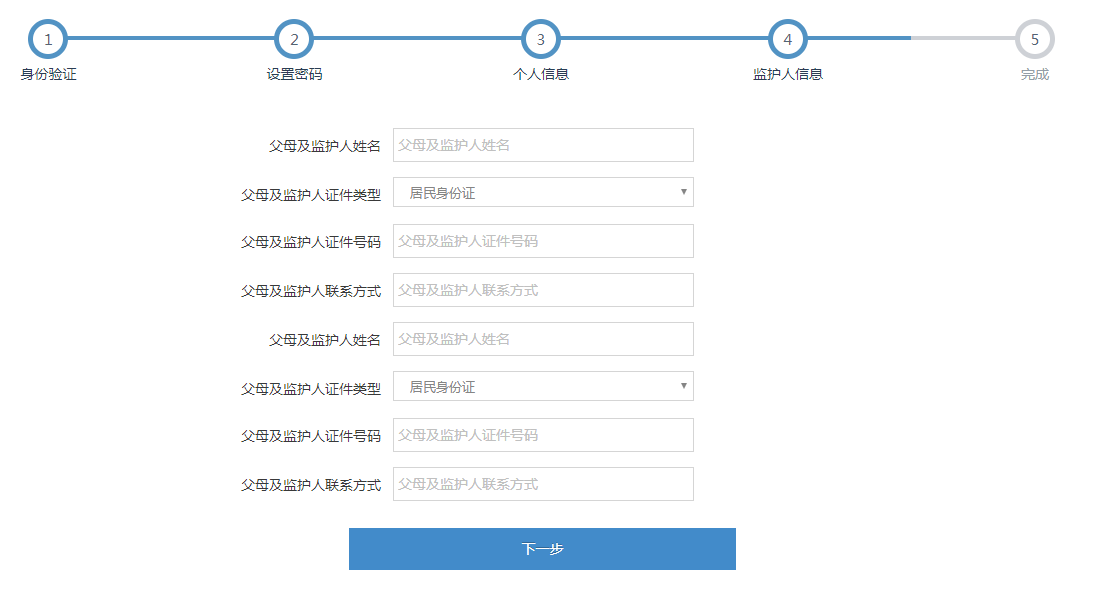 1 2 3 4 5
身份验证 设置密码 个人信息 监护人信息 完成
父母及监护人姓名 父母及监护人姓名
父母及监护人证件类型 居民身份证
父母及监护人证件号码 父母及监护人证件号码
父母及监护人联系方式 父母及监护人联系方式
父母及监护人姓名 父母及监护人姓名
父母及监护人证件类型 居民身份证
父母及监护人证件号码 父母及监护人证件号码
父母及监护人联系方式 父母及监护人联系方式
下一步